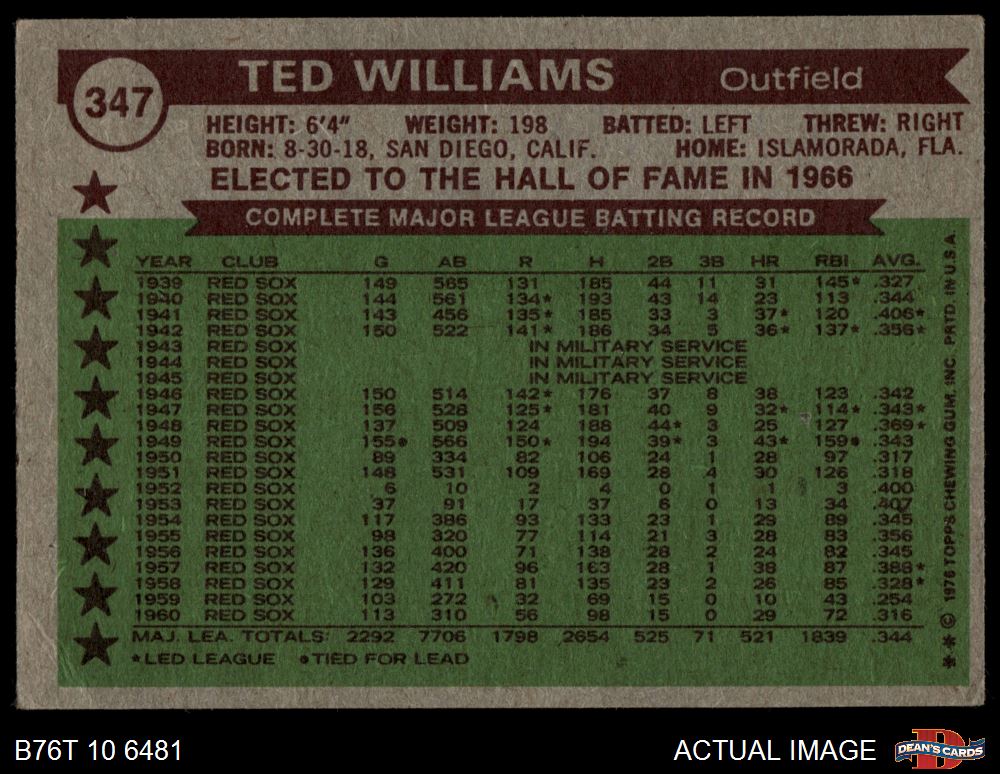 347
TED WILLIAMS Outfield
HEIGHT: 6'4" WEIGHT: 198 BATTED: LEFT THREW: RIGHT
BORN: 8-30-18, SAN DIEGO, CALIF. HOME: ISLAMORADA, FLA.
ELECTED TO THE HALL OF FAME IN 1966
COMPLETE MAJOR LEAGUE BATTING RECORD
YEAR CLUB G AB R H 2B 3B HR RBI AVG.
1939 RED SOX 149 565 131 185 44 11 31 145* .327
1940 RED SOX 144 561 134* 193 43 14 23 113 .344
1941 RED SOX 143 456 135* 185 33 3 37* 120 .406*
1942 RED SOX 150 522 141* 186 34 5 36* 137* .356*
1943 RED SOX IN MILITARY SERVICE
1944 RED SOX IN MILITARY SERVICE
1945 RED SOX IN MILITARY SERVICE
1946 RED SOX 150 514 142* 176 37 8 38 123 .342
1947 RED SOX 156 528 125* 181 40 9 32* 114* .343*
1948 RED SOX 137 509 124 188 44* 3 25 127 .369*
1949 RED SOX 155● 566 150* 194 39* 3 43* 159● .343
1950 RED SOX 89 334 82 106 24 1 28 97 .317
1951 RED SOX 148 531 109 169 28 4 30 126 .318
1952 RED SOX 6 10 2 4 0 1 1 3 .400
1953 RED SOX 37 91 17 37 6 0 13 34 .407
1954 RED SOX 117 386 93 133 23 1 29 89 .345
1955 RED SOX 98 320 77 114 21 3 28 83 .356
1956 RED SOX 136 400 71 138 28 2 24 82 .345
1957 RED SOX 132 420 96 163 28 1 38 87 .388*
1958 RED SOX 129 411 81 135 23 2 26 85 .328*
1959 RED SOX 103 272 32 69 15 0 10 43 .254
1960 RED SOX 113 310 56 98 15 0 29 72 .316
MAJ. LEA. TOTALS: 2292 7706 1798 2654 525 71 521 1839 .344
*LED LEAGUE ●TIED FOR LEAD
** © 1976 TOPPS CHEWING GUM, INC. PRTD. IN U.S.A.
B76T 10 6481
ACTUAL IMAGE
D
DEAN'S CARDS